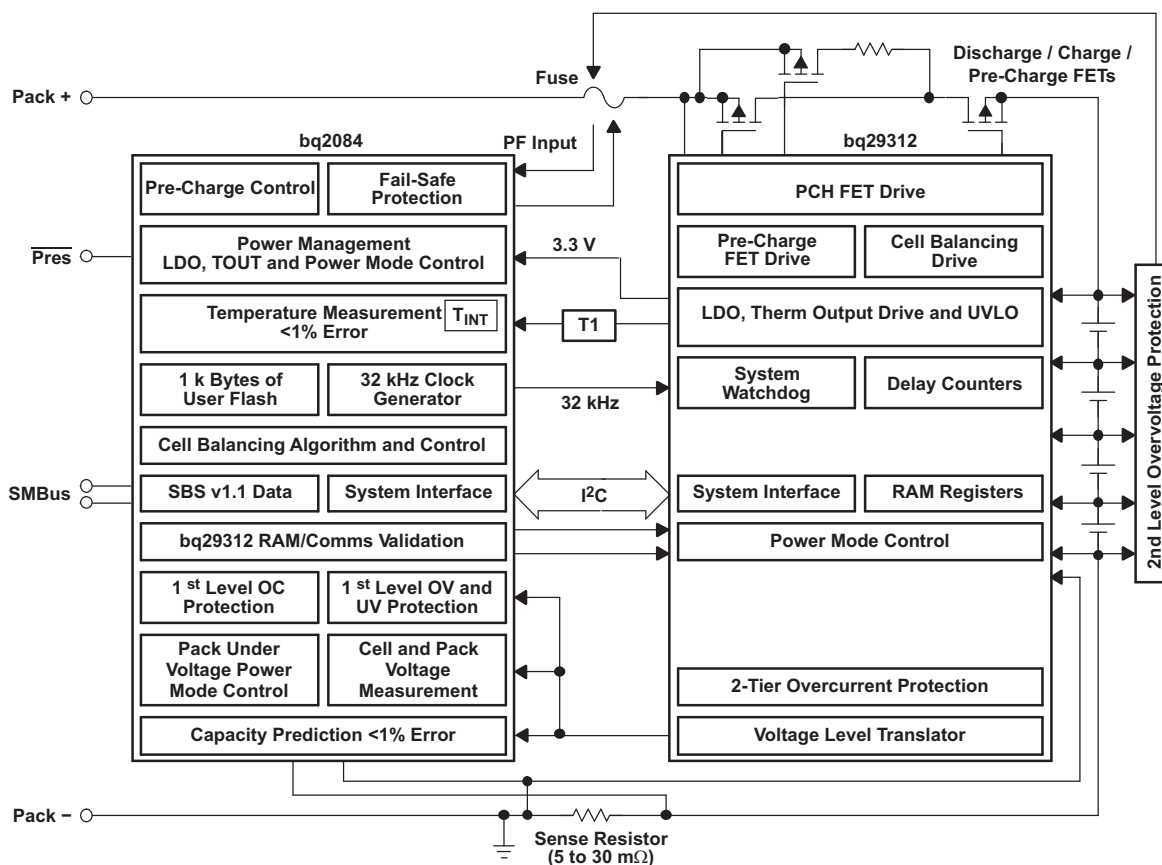 Discharge / Charge /
Pre-Charge FETs
Fuse
Pack +
bq2084
PF Input
bq29312
Pre-Charge Control
Fail-Safe
Protection
PCH FET Drive
Pres
Power Management
LDO, TOUT and Power Mode Control
3.3 V
Pre-Charge
FET Drive
Cell Balancing
Drive
Temperature Measurement
<1% Error
TINT
T1
LDO, Therm Output Drive and UVLO
1 k Bytes of
User Flash
32 kHz Clock
Generator
32 kHz
System
Watchdog
Delay Counters
2nd Level Overvoltage Protection
Cell Balancing Algorithm and Control
SMBus
SBS v1.1 Data
System Interface
I2C
System Interface
RAM Registers
bq29312 RAM/Comms Validation
Power Mode Control
1 st Level OC
Protection
1 st Level OV and
UV Protection
Pack Under
Voltage Power
Mode Control
Cell and Pack
Voltage
Measurement
2-Tier Overcurrent Protection
Capacity Prediction <1% Error
Voltage Level Translator
Pack −
Sense Resistor
(5 to 30 mΩ)